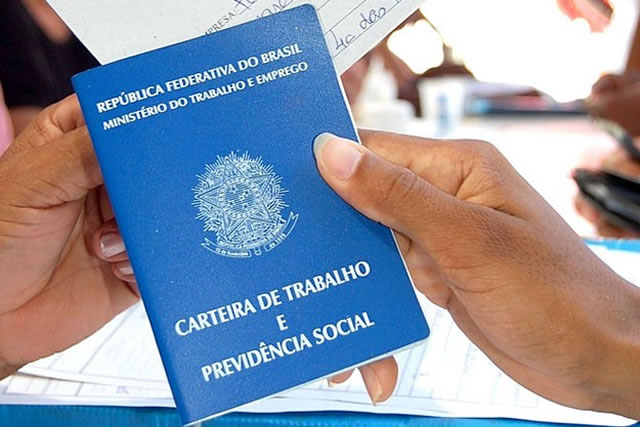 REPÚBLICA FEDERATIVA DO BRASIL
MINISTÉRIO DO TRABALHO E EMPREGO
CARTEIRA DE TRABALHO
E
PREVIDÊNCIA SOCIAL